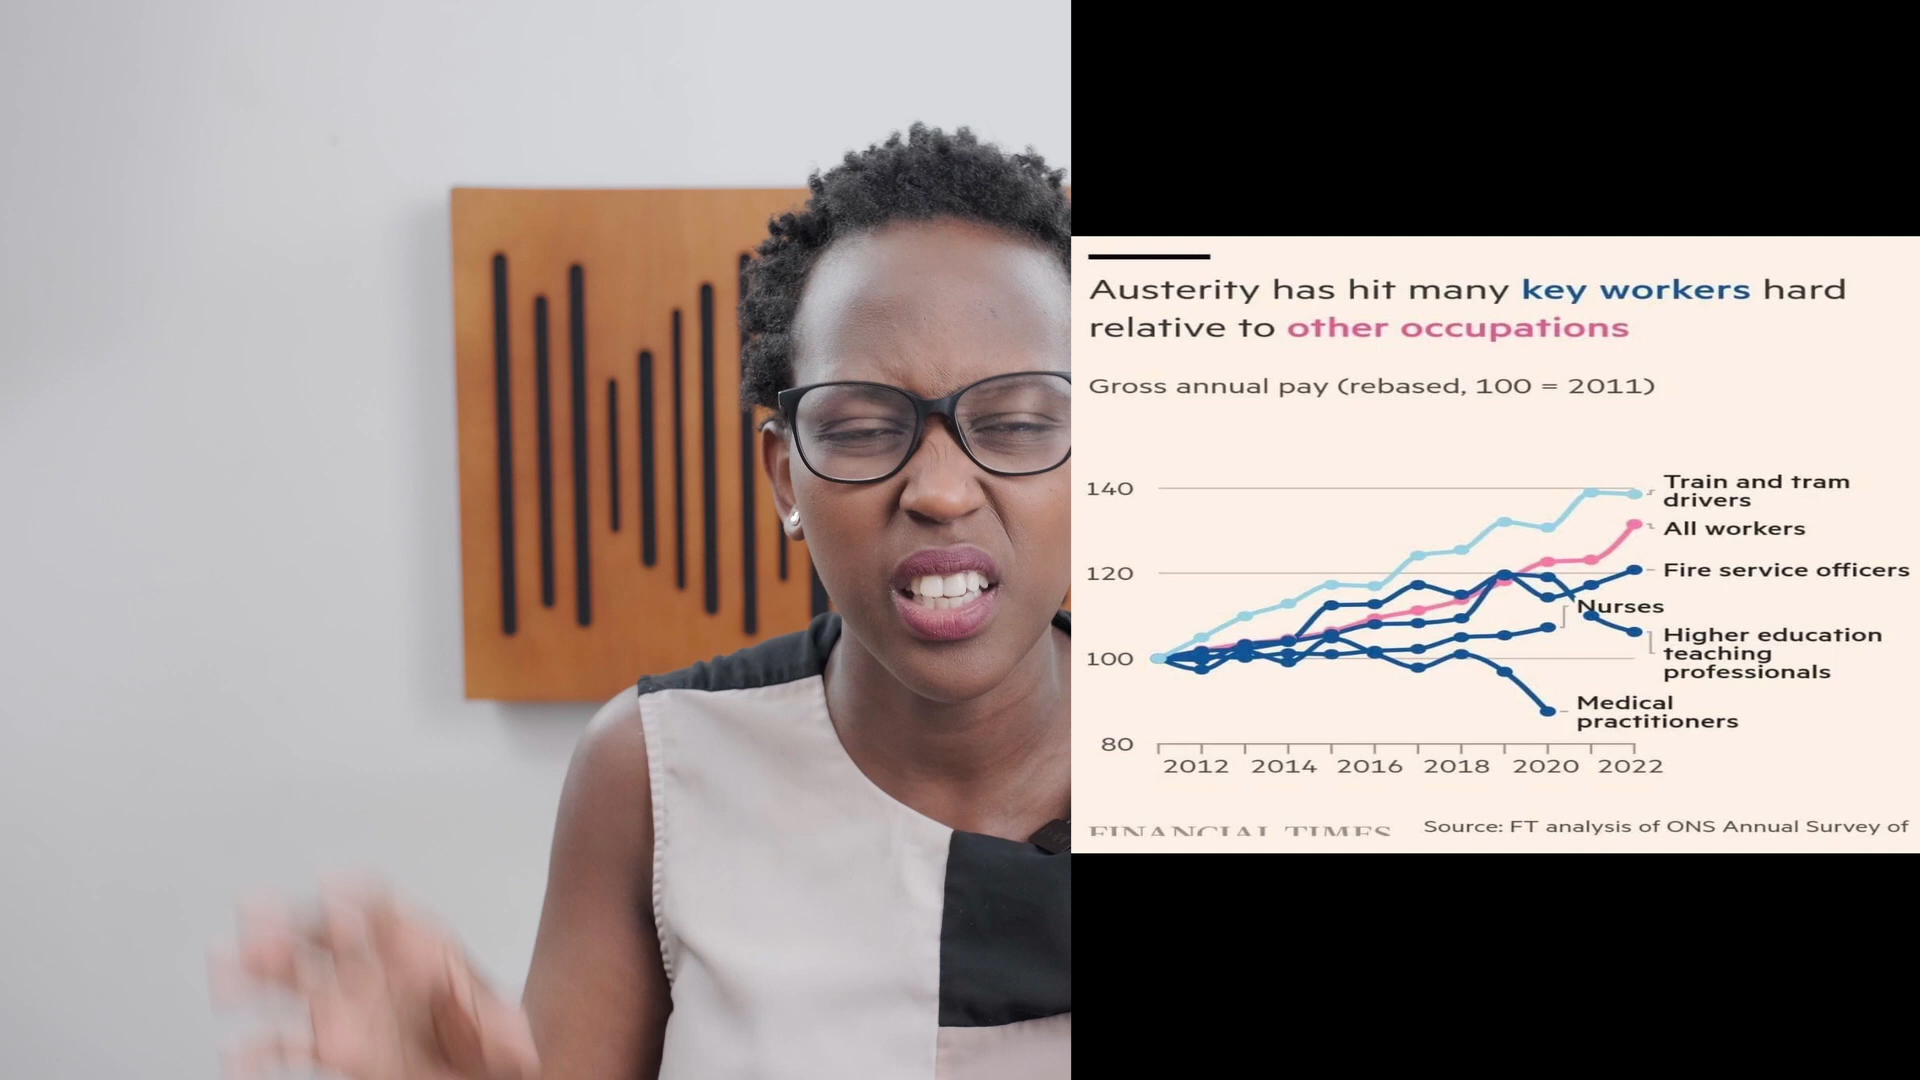 Austerity has hit many key workers hard
relative to other occupations
Gross annual pay (rebased, 100 = 2011)
140
120
100
80
Train and tram
drivers
All workers
Fire service officers
Nurses
Higher education
teaching
professionals
Medical
practitioners
2012 2014 2016 2018 2020 2022
FINANCIAL TIMES
Source: FT analysis of ONS Annual Survey of